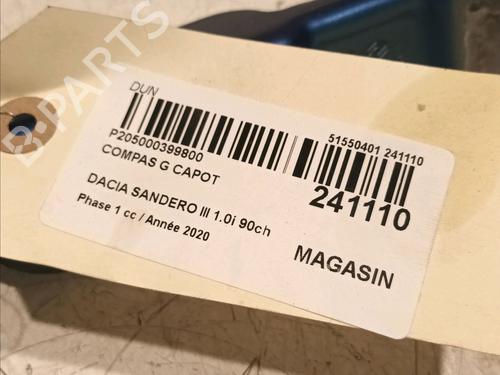 B-PARTS
DUN
P205000399800
COMPAS G CAPOT
51550401 241110
241110
DACIA SANDERO III 1.0i 90ch
Phase 1 cc / Année 2020
MAGASIN